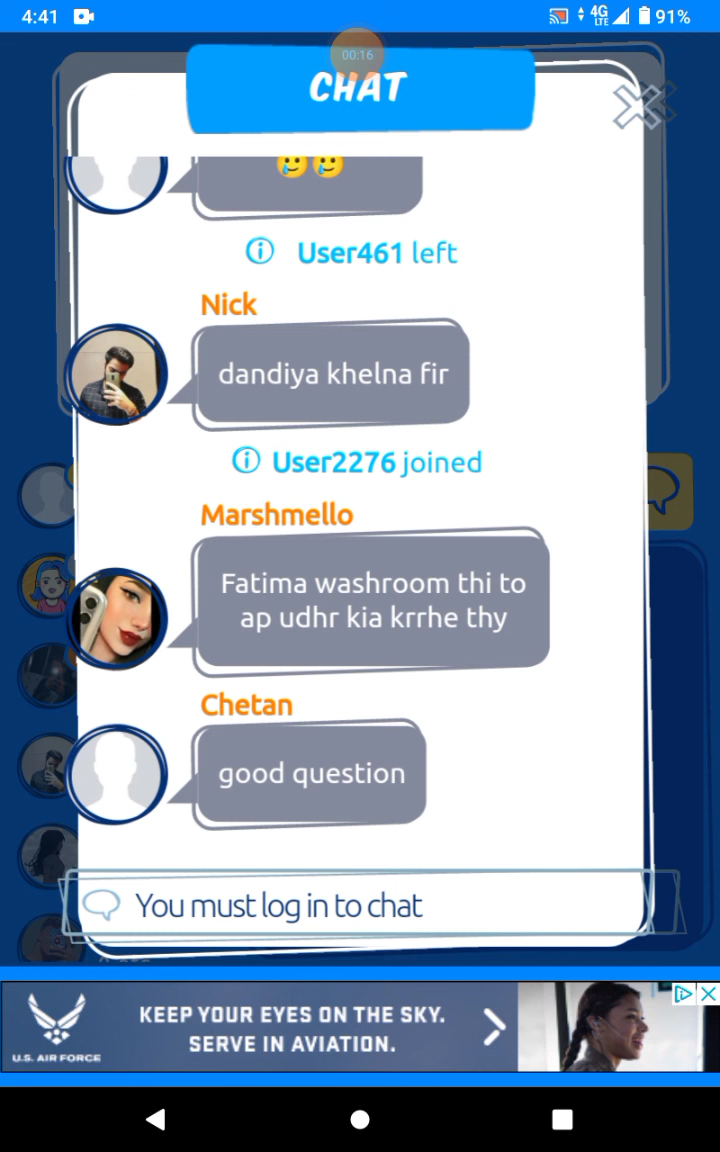 4:41
4G
LTE
91%
00:16
CHAT
🥲🥲
User461 left
Nick
dandiya khelna fir
User2276 joined
Marshmello
Fatima washroom thi to
ap udhr kia krrhe thy
Chetan
good question
You must log in to chat
U.S. AIR FORCE
KEEP YOUR EYES ON THE SKY.
SERVE IN AVIATION.